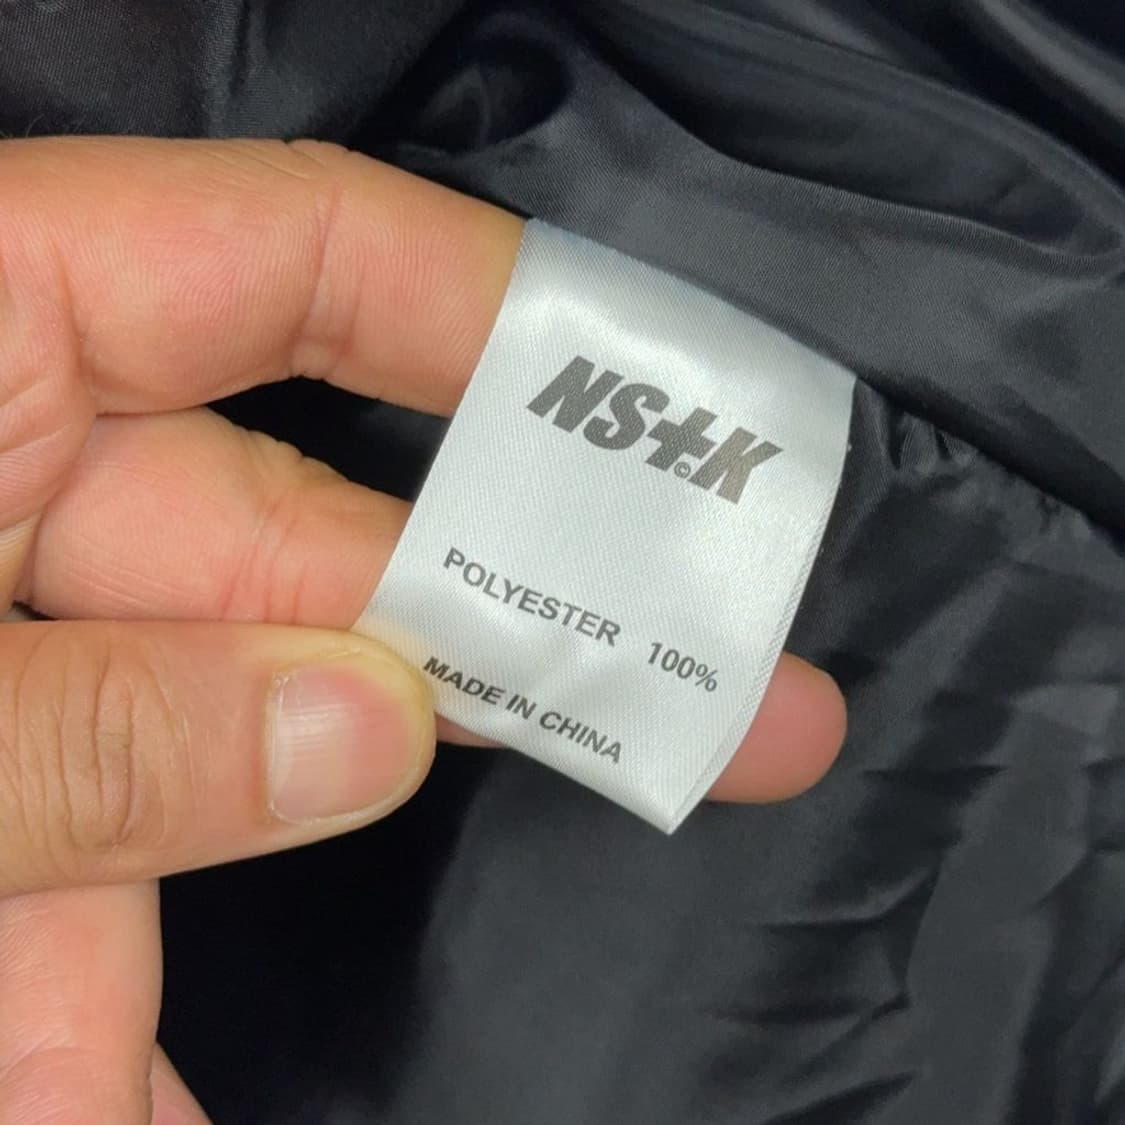 NS†.K
©
POLYESTER 100%
MADE IN CHINA